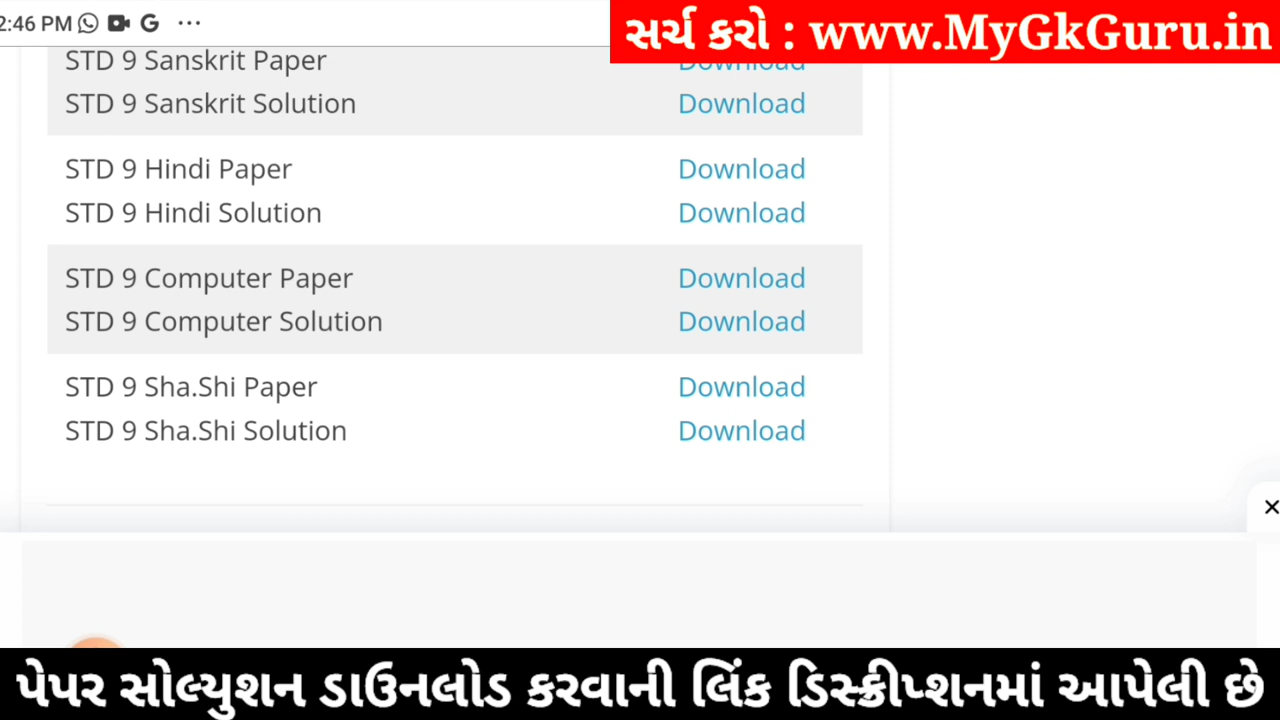 2:46 PM
સર્ચ કરો : www.MyGkGuru.in
STD 9 Sanskrit Paper Download
STD 9 Sanskrit Solution Download
STD 9 Hindi Paper Download
STD 9 Hindi Solution Download
STD 9 Computer Paper Download
STD 9 Computer Solution Download
STD 9 Sha.Shi Paper Download
STD 9 Sha.Shi Solution Download
પેપર સોલ્યુશન ડાઉનલોડ કરવાની લિંક ડિસ્ક્રીપ્શનમાં આપેલી છે